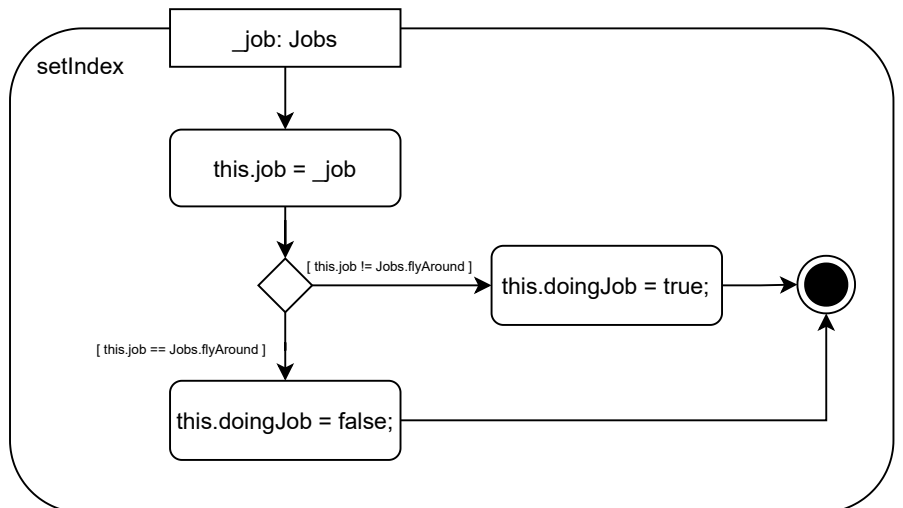 _job: Jobs
setIndex
this.job = _job
[ this.job != Jobs.flyAround ]
this.doingJob = true;
[ this.job == Jobs.flyAround ]
this.doingJob = false;